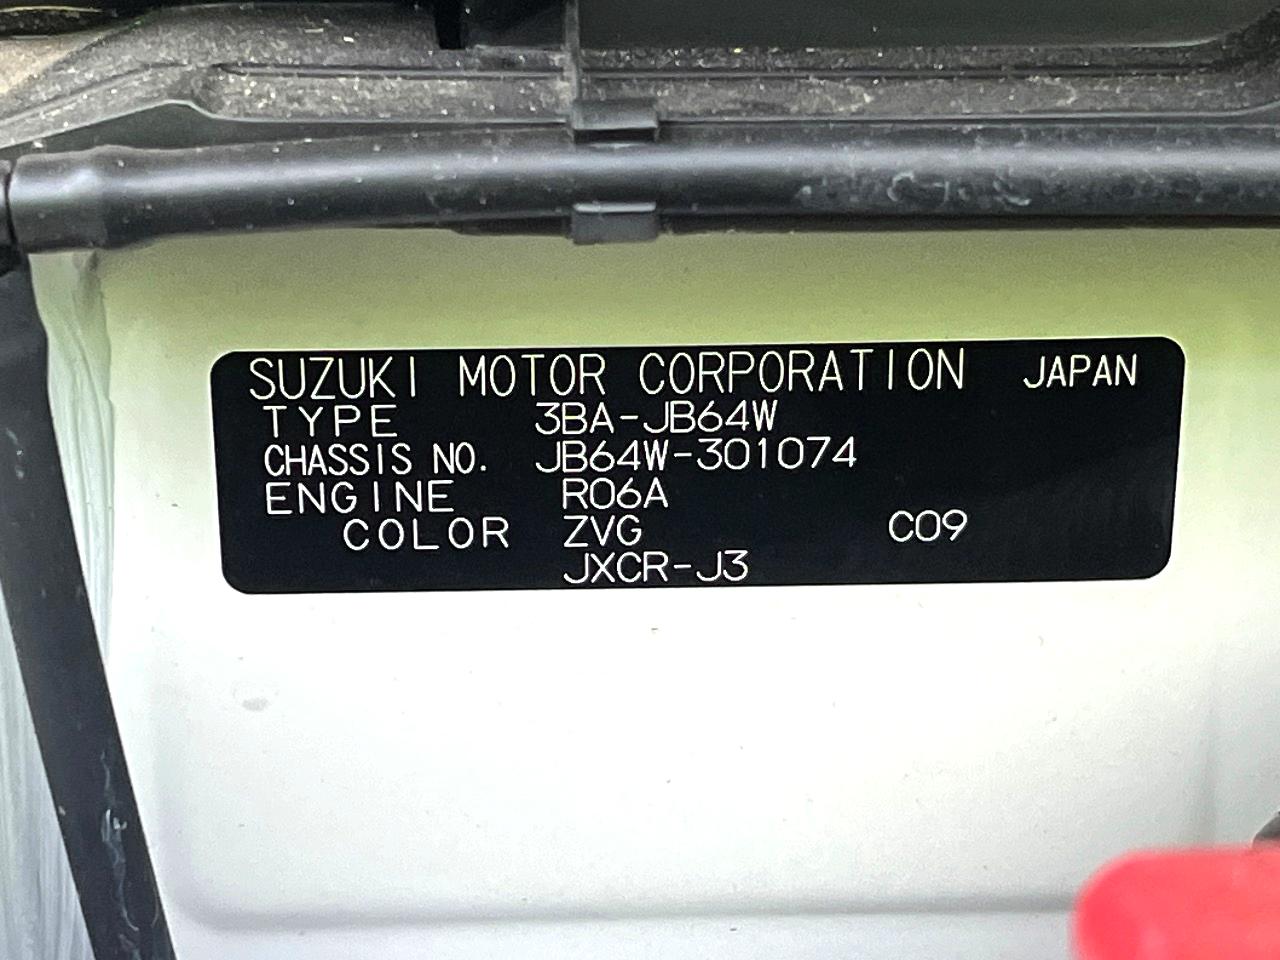 SUZUKI MOTOR CORPORATION JAPAN
TYPE 3BA-JB64W
CHASSIS NO. JB64W-301074
ENGINE R06A
COLOR ZVG C09
JXCR-J3